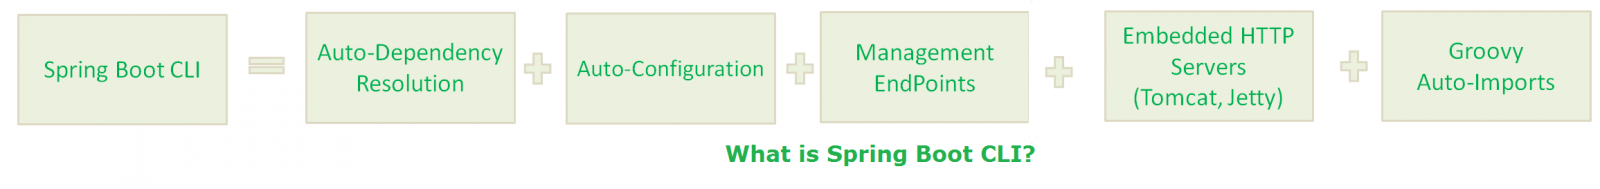 Spring Boot CLI
=
Auto-Dependency
Resolution
+
Auto-Configuration
+
Management
EndPoints
+
Embedded HTTP
Servers
(Tomcat, Jetty)
+
Groovy
Auto-Imports
What is Spring Boot CLI?